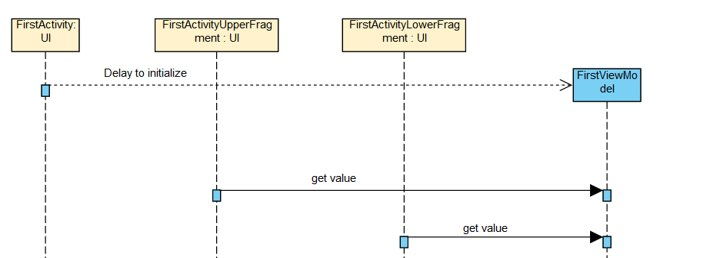 FirstActivity:
UI
FirstActivityUpperFrag
ment : UI
FirstActivityLowerFrag
ment : UI
Delay to initialize
FirstViewMo
del
get value
get value